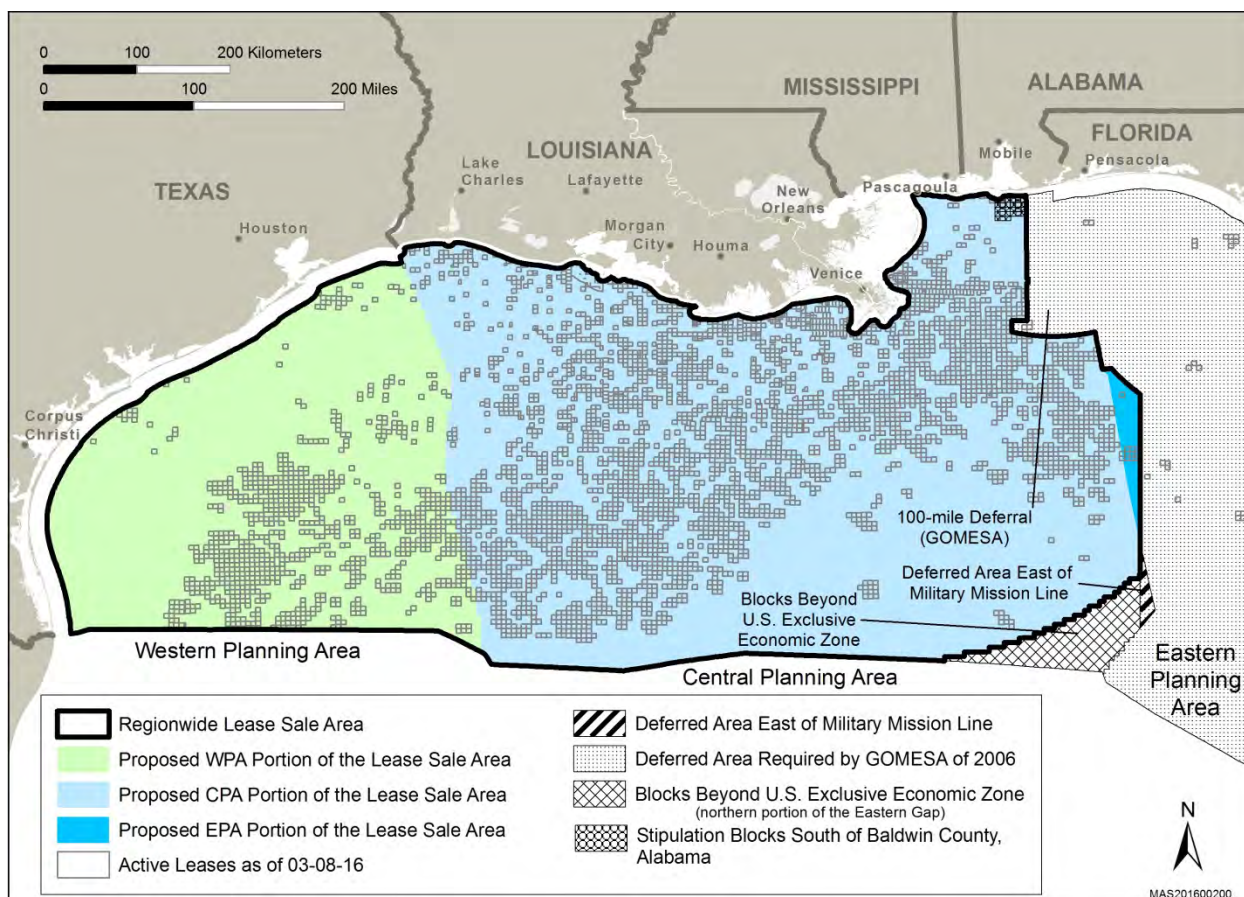 0 100 200 Kilometers
0 100 200 Miles
MISSISSIPPI
ALABAMA
FLORIDA
Mobile
Pensacola
LOUISIANA
Lake
Charles
Lafayette
Pascagoula
New
Orleans
TEXAS
Houston
Morgan
City
Houma
Venice
Corpus
Christi
100-mile Deferral
(GOMESA)
Deferred Area East of
Military Mission Line
Blocks Beyond
U.S. Exclusive
Economic Zone
Western Planning Area
Central Planning Area
Eastern
Planning
Area
Regionwide Lease Sale Area
Proposed WPA Portion of the Lease Sale Area
Proposed CPA Portion of the Lease Sale Area
Proposed EPA Portion of the Lease Sale Area
Active Leases as of 03-08-16
Deferred Area East of Military Mission Line
Deferred Area Required by GOMESA of 2006
Blocks Beyond U.S. Exclusive Economic Zone
(northern portion of the Eastern Gap)
Stipulation Blocks South of Baldwin County,
Alabama
N
MAS201600200